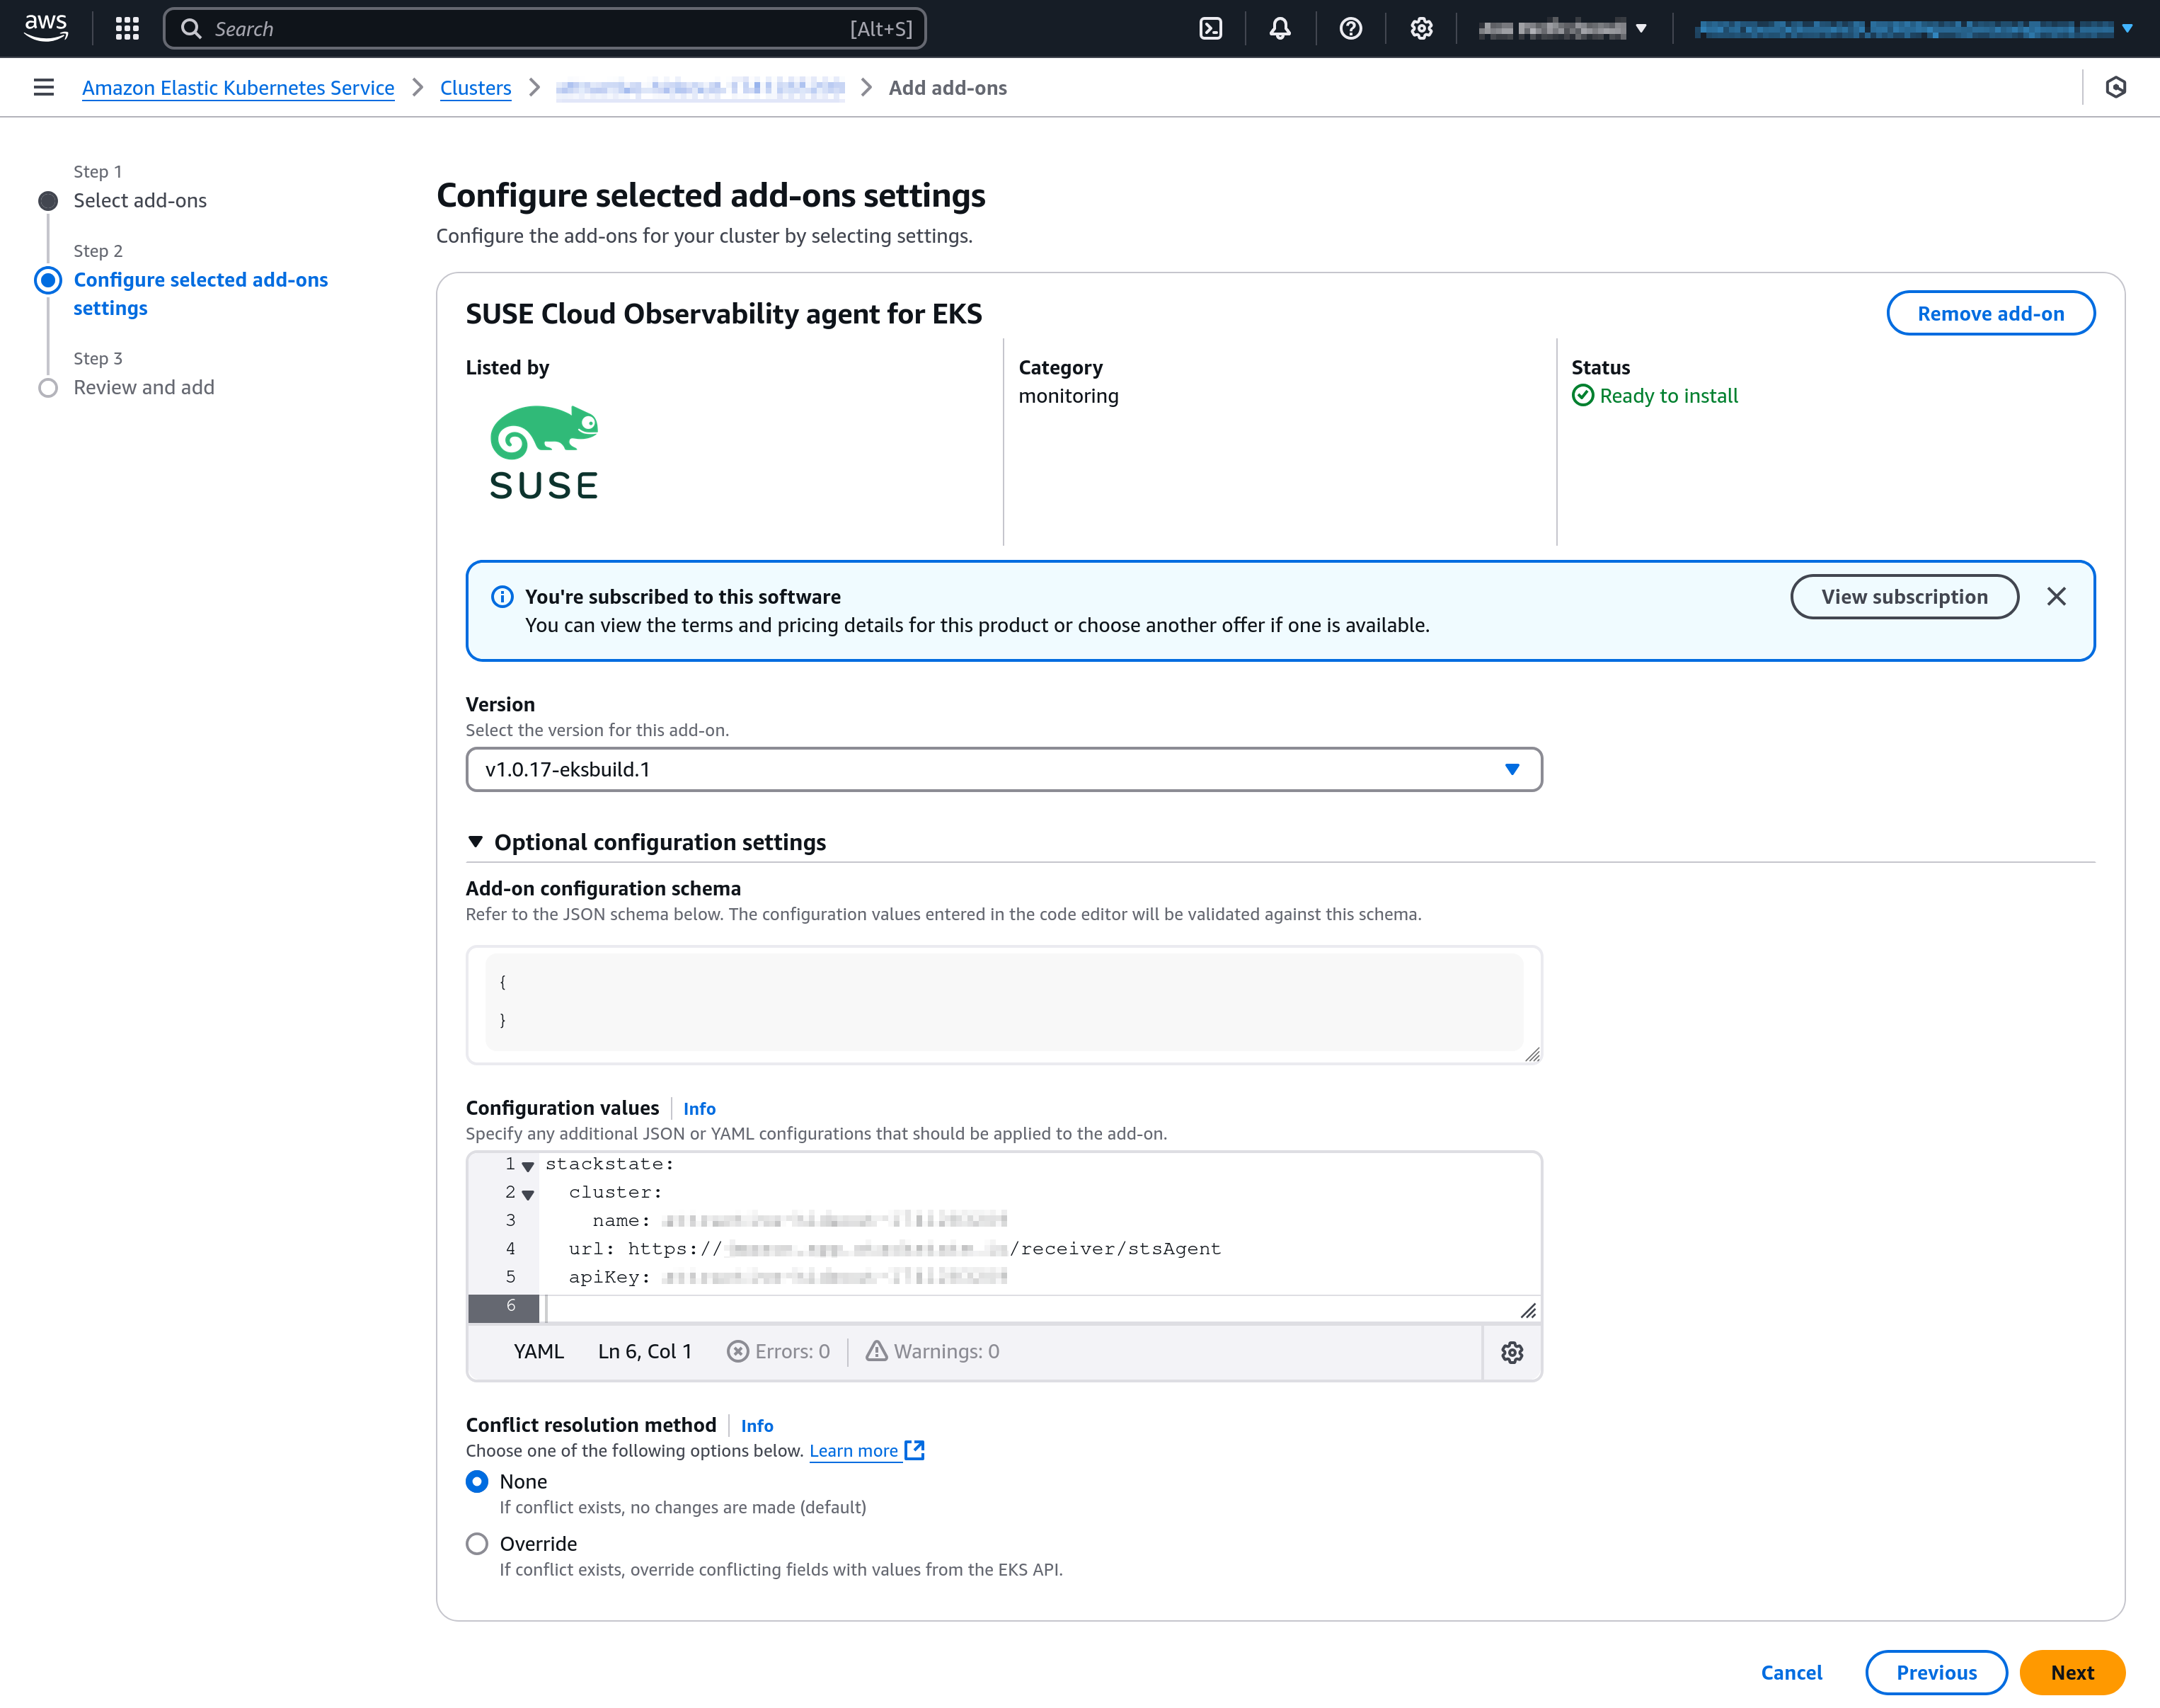 aws
Search [Alt+S]
Amazon Elastic Kubernetes Service
Clusters
Add add-ons
Step 1
Select add-ons
Step 2
Configure selected add-ons
settings
Step 3
Review and add
Configure selected add-ons settings
Configure the add-ons for your cluster by selecting settings.
SUSE Cloud Observability agent for EKS
Remove add-on
Listed by
SUSE
Category
monitoring
Status
Ready to install
You're subscribed to this software
You can view the terms and pricing details for this product or choose another offer if one is available.
View subscription
Version
Select the version for this add-on.
v1.0.17-eksbuild.1
Optional configuration settings
Add-on configuration schema
Refer to the JSON schema below. The configuration values entered in the code editor will be validated against this schema.
{
}
Configuration values Info
Specify any additional JSON or YAML configurations that should be applied to the add-on.
1 stackstate:
2 cluster:
3 name:
4 url: https:// /receiver/stsAgent
5 apiKey:
6
YAML Ln 6, Col 1 Errors: 0 Warnings: 0
Conflict resolution method Info
Choose one of the following options below. Learn more
None
If conflict exists, no changes are made (default)
Override
If conflict exists, override conflicting fields with values from the EKS API.
Cancel Previous Next